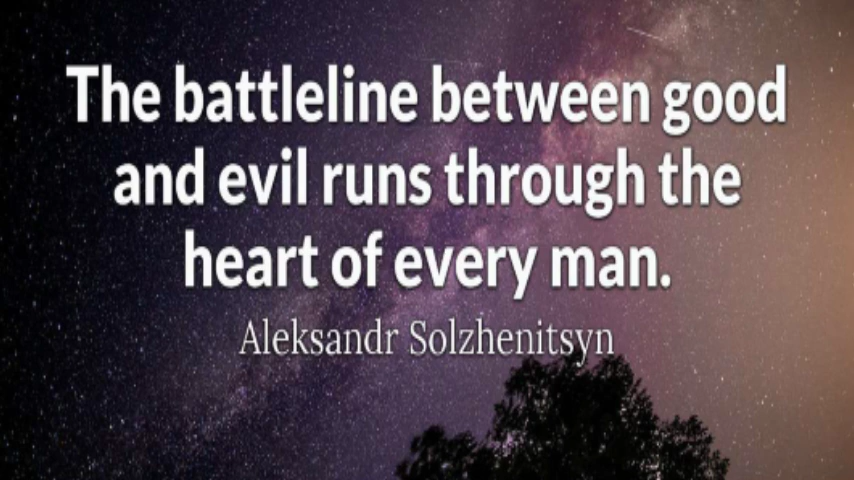 The battleline between good
and evil runs through the
heart of every man.
Aleksandr Solzhenitsyn